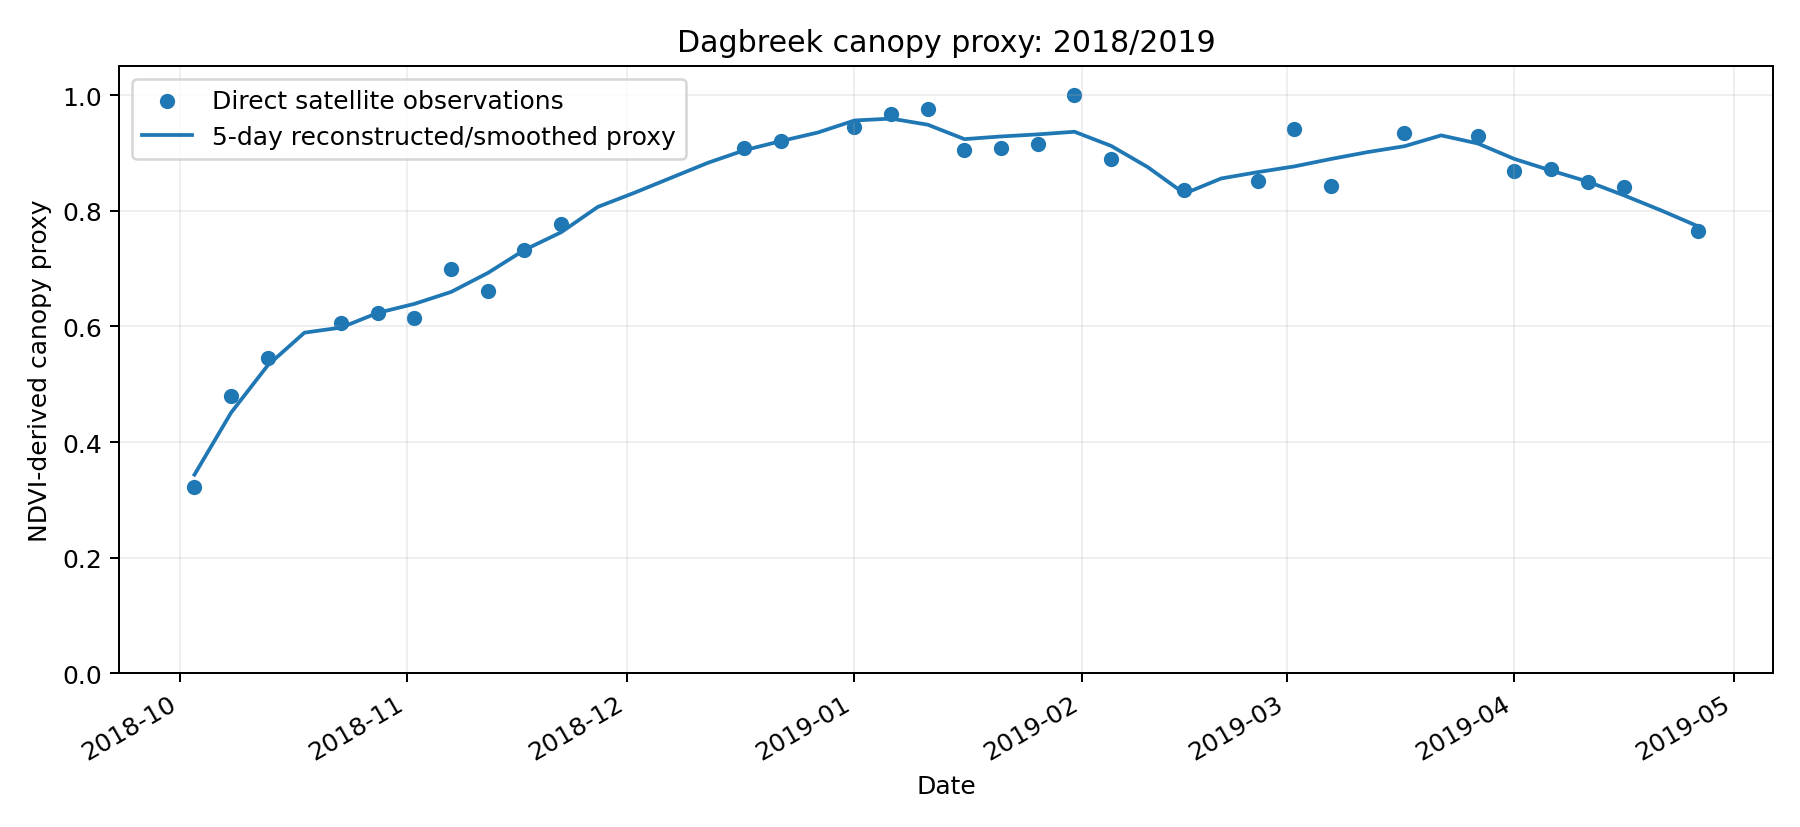 Dagbreek canopy proxy: 2018/2019
Direct satellite observations
5-day reconstructed/smoothed proxy
NDVI-derived canopy proxy
1.0
0.8
0.6
0.4
0.2
0.0
2018-10
2018-11
2018-12
2019-01
2019-02
2019-03
2019-04
2019-05
Date